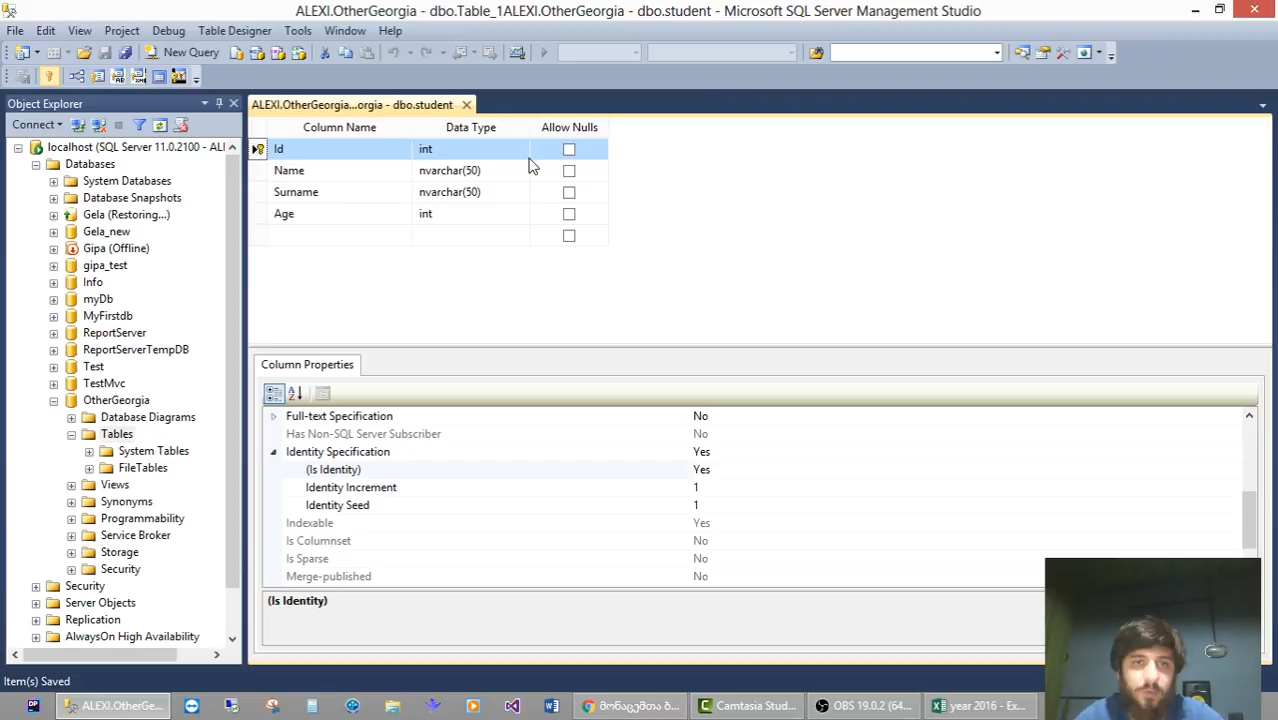 ALEXI.OtherGeorgia - dbo.Table_1ALEXI.OtherGeorgia - dbo.student - Microsoft SQL Server Management Studio
File Edit View Project Debug Table Designer Tools Window Help
New Query
Object Explorer
ALEXI.OtherGeorgia...orgia - dbo.student
Connect
Column Name Data Type Allow Nulls
localhost (SQL Server 11.0.2100 - ALI
Id int
Databases
Name nvarchar(50)
System Databases
Surname nvarchar(50)
Database Snapshots
Age int
Gela (Restoring...)
Gela_new
Gipa (Offline)
gipa_test
Info
myDb
MyFirstdb
ReportServer
ReportServerTempDB
Test
TestMvc
OtherGeorgia
Database Diagrams
Tables
System Tables
FileTables
Views
Synonyms
Programmability
Service Broker
Storage
Security
Security
Server Objects
Replication
AlwaysOn High Availability
Column Properties
Full-text Specification No
Has Non-SQL Server Subscriber No
Identity Specification Yes
(Is Identity) Yes
Identity Increment 1
Identity Seed 1
Indexable Yes
Is Columnset No
Is Sparse No
Merge-published No
(Is Identity)
Item(s) Saved
ALEXI.OtherGe... მონაცემთა ბ... Camtasia Stud... OBS 19.0.2 (64... year 2016 - Ex...